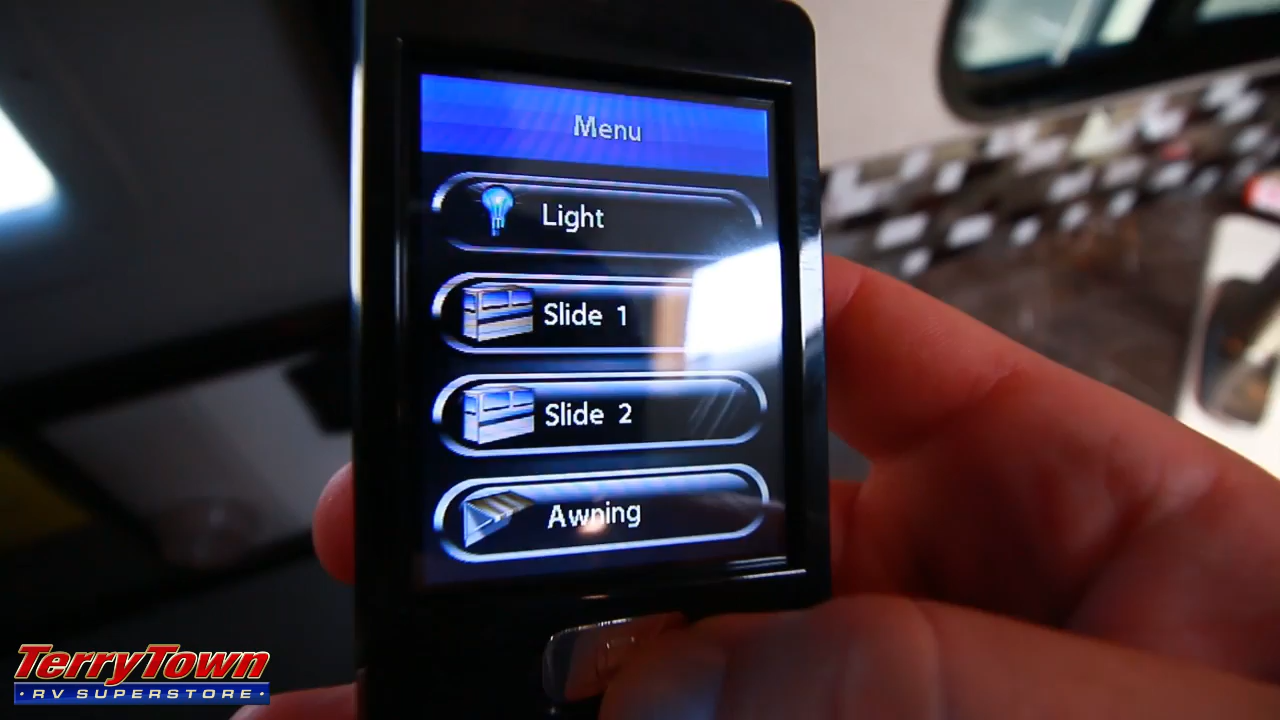 Menu
Light
Slide 1
Slide 2
Awning
TerryTown
• RV SUPERSTORE •